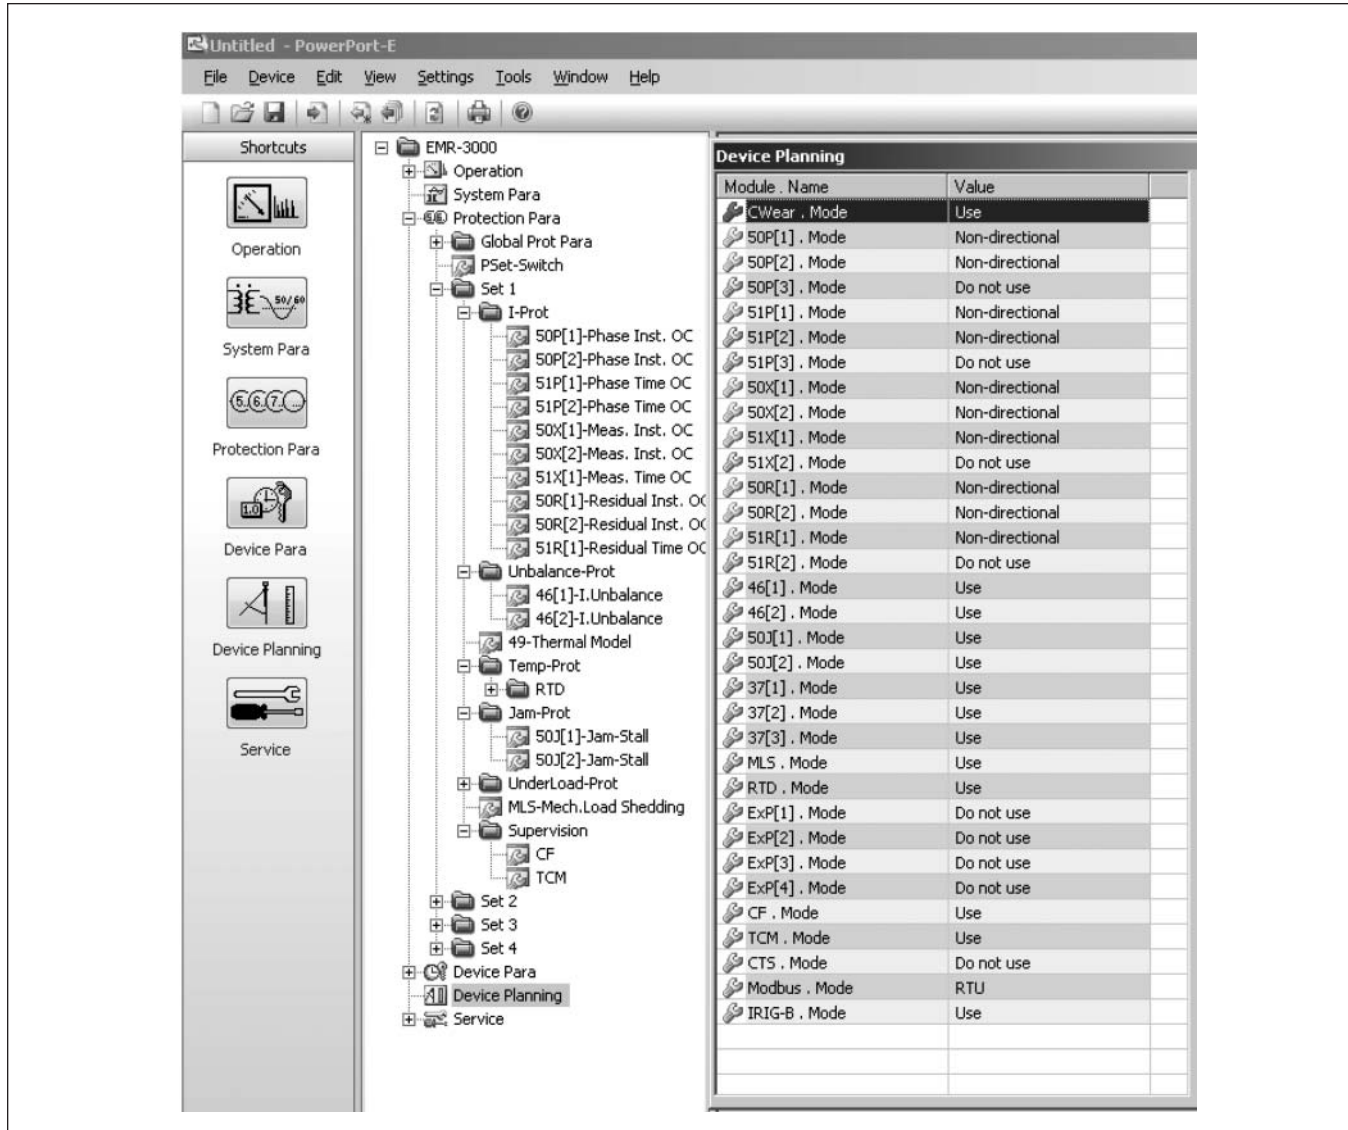 Untitled - PowerPort-E
File Device Edit View Settings Tools Window Help
Shortcuts
Operation
50/60
System Para
5. 6. 7. ...
Protection Para
1.0
Device Para
Device Planning
Service
EMR-3000
Operation
System Para
Protection Para
Global Prot Para
PSet-Switch
Set 1
I-Prot
50P[1]-Phase Inst. OC
50P[2]-Phase Inst. OC
51P[1]-Phase Time OC
51P[2]-Phase Time OC
50X[1]-Meas. Inst. OC
50X[2]-Meas. Inst. OC
51X[1]-Meas. Time OC
50R[1]-Residual Inst. OC
50R[2]-Residual Inst. OC
51R[1]-Residual Time OC
Unbalance-Prot
46[1]-I.Unbalance
46[2]-I.Unbalance
49-Thermal Model
Temp-Prot
RTD
Jam-Prot
50J[1]-Jam-Stall
50J[2]-Jam-Stall
UnderLoad-Prot
MLS-Mech.Load Shedding
Supervision
CF
TCM
Set 2
Set 3
Set 4
Device Para
Device Planning
Service
Device Planning
Module . Name Value
CWear . Mode Use
50P[1] . Mode Non-directional
50P[2] . Mode Non-directional
50P[3] . Mode Do not use
51P[1] . Mode Non-directional
51P[2] . Mode Non-directional
51P[3] . Mode Do not use
50X[1] . Mode Non-directional
50X[2] . Mode Non-directional
51X[1] . Mode Non-directional
51X[2] . Mode Do not use
50R[1] . Mode Non-directional
50R[2] . Mode Non-directional
51R[1] . Mode Non-directional
51R[2] . Mode Do not use
46[1] . Mode Use
46[2] . Mode Use
50J[1] . Mode Use
50J[2] . Mode Use
37[1] . Mode Use
37[2] . Mode Use
37[3] . Mode Use
MLS . Mode Use
RTD . Mode Use
ExP[1] . Mode Do not use
ExP[2] . Mode Do not use
ExP[3] . Mode Do not use
ExP[4] . Mode Do not use
CF . Mode Use
TCM . Mode Use
CTS . Mode Do not use
Modbus . Mode RTU
IRIG-B . Mode Use